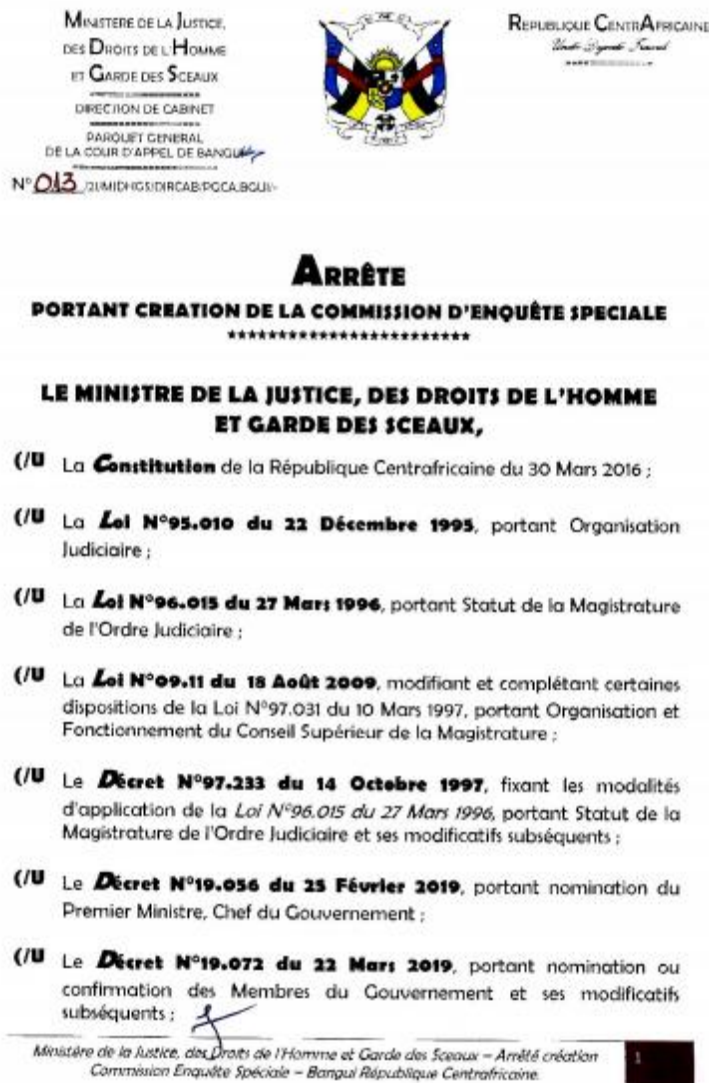 MINISTERE DE LA JUSTICE,
DES DROITS DE L'HOMME
ET GARDE DES SCEAUX
DIRECTION DE CABINET
PARQUET GENERAL
DE LA COUR D'APPEL DE BANGUI
N° 013 /21/MJDHGS/DIRCAB/PGCA.BGUI/-
REPUBLIQUE CENTRAFRICAINE
Unité Dignité Travail
ARRÊTE
PORTANT CREATION DE LA COMMISSION D'ENQUÊTE SPECIALE
************************
LE MINISTRE DE LA JUSTICE, DES DROITS DE L'HOMME
ET GARDE DES SCEAUX,
(/U La Constitution de la République Centrafricaine du 30 Mars 2016 ;
(/U La Loi N°95.010 du 22 Décembre 1995, portant Organisation
Judiciaire ;
(/U La Loi N°96.015 du 27 Mars 1996, portant Statut de la Magistrature
de l'Ordre Judiciaire ;
(/U La Loi N°09.11 du 18 Août 2009, modifiant et complétant certaines
dispositions de la Loi N°97.031 du 10 Mars 1997, portant Organisation et
Fonctionnement du Conseil Supérieur de la Magistrature ;
(/U Le Décret N°97.233 du 14 Octobre 1997, fixant les modalités
d'application de la Loi N°96.015 du 27 Mars 1996, portant Statut de la
Magistrature de l'Ordre Judiciaire et ses modificatifs subséquents ;
(/U Le Décret N°19.056 du 25 Février 2019, portant nomination du
Premier Ministre, Chef du Gouvernement ;
(/U Le Décret N°19.072 du 22 Mars 2019, portant nomination ou
confirmation des Membres du Gouvernement et ses modificatifs
subséquents ;
Ministère de la Justice, des Droits de l'Homme et Garde des Sceaux – Arrêté création
Commission Enquête Spéciale – Bangui République Centrafricaine.
1